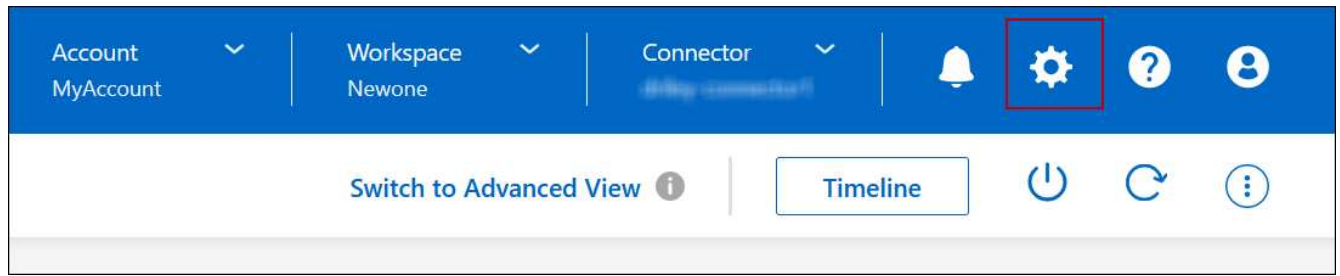 Account
MyAccount
Workspace
Newone
Connector
Switch to Advanced View
Timeline